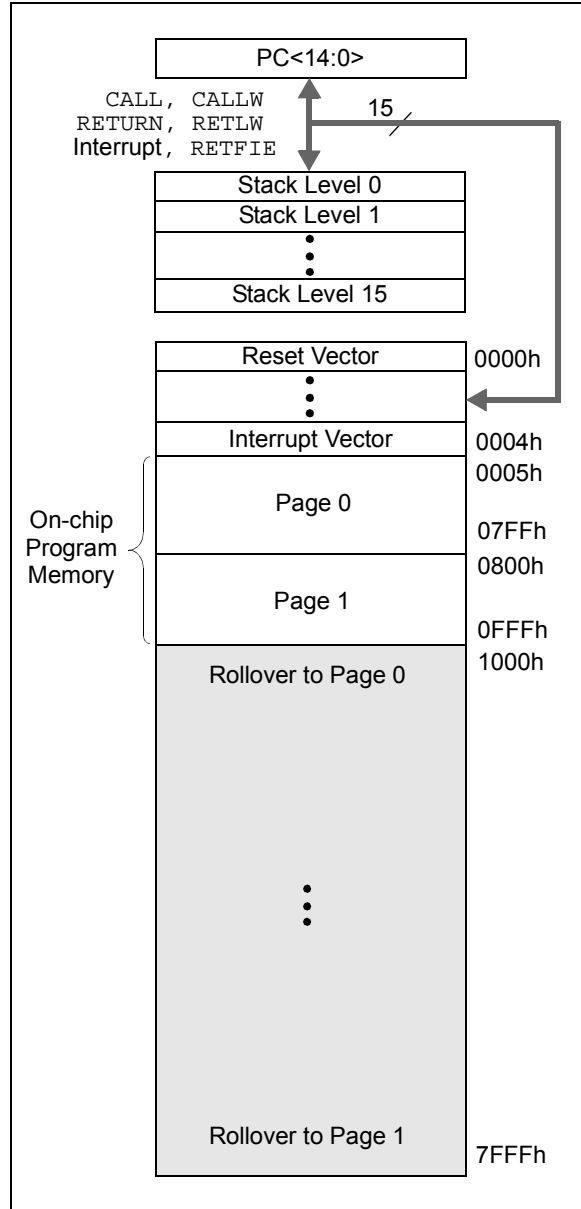 PC<14:0>
CALL, CALLW
RETURN, RETLW
Interrupt, RETFIE
15
Stack Level 0
Stack Level 1
Stack Level 15
Reset Vector
0000h
Interrupt Vector
0004h
0005h
On-chip
Program
Memory
Page 0
07FFh
0800h
Page 1
0FFFh
1000h
Rollover to Page 0
Rollover to Page 1
7FFFh